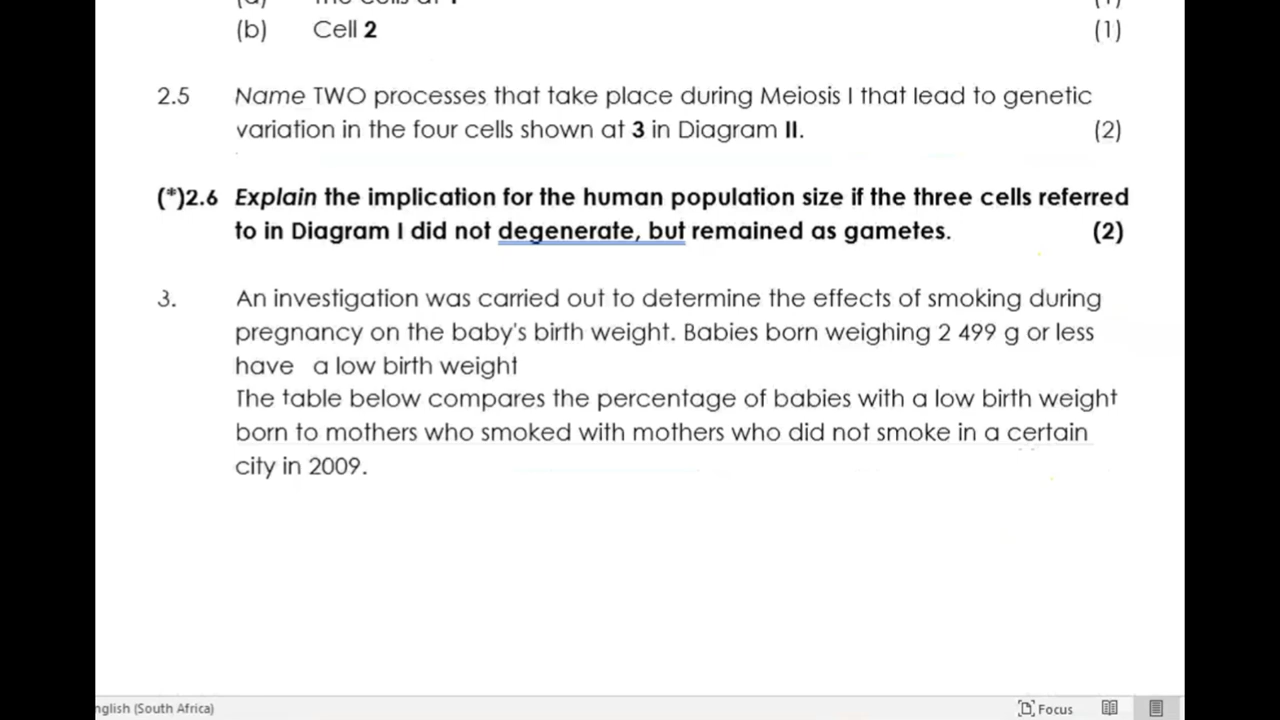 (b) Cell 2 (1)
2.5 Name TWO processes that take place during Meiosis I that lead to genetic
variation in the four cells shown at 3 in Diagram II. (2)
(*)2.6 Explain the implication for the human population size if the three cells referred
to in Diagram I did not degenerate, but remained as gametes. (2)
3. An investigation was carried out to determine the effects of smoking during
pregnancy on the baby's birth weight. Babies born weighing 2 499 g or less
have a low birth weight
The table below compares the percentage of babies with a low birth weight
born to mothers who smoked with mothers who did not smoke in a certain
city in 2009.
nglish (South Africa) Focus